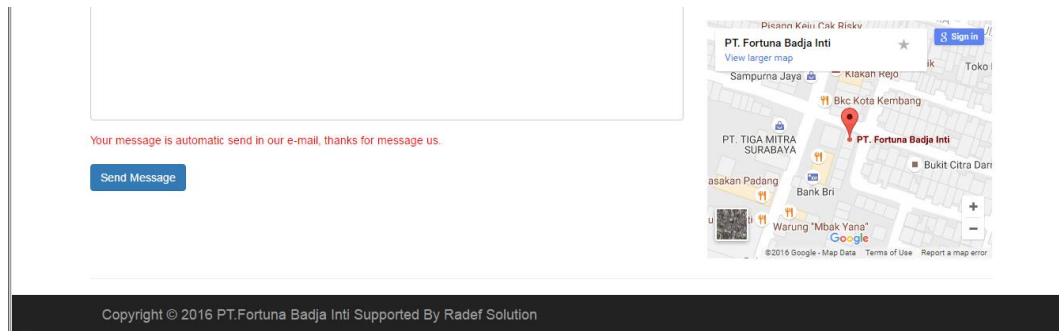 Your message is automatic send in our e-mail, thanks for message us.
Send Message
Pisang Keju Cak Risky
PT. Fortuna Badja Inti
View larger map
Sign in
Toko
Sampurna Jaya
Klakah Rejo
Bkc Kota Kembang
PT. TIGA MITRA
SURABAYA
PT. Fortuna Badja Inti
Bukit Citra Darm
asakan Padang
Bank Bri
Warung "Mbak Yana"
Google
©2016 Google - Map Data Terms of Use Report a map error
Copyright © 2016 PT.Fortuna Badja Inti Supported By Radef Solution